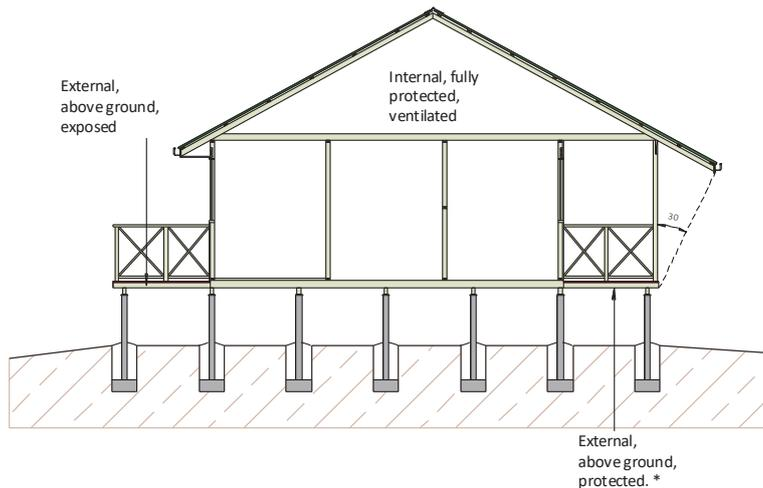 External,
above ground,
exposed
Internal, fully
protected,
ventilated
30
External,
above ground,
protected. *